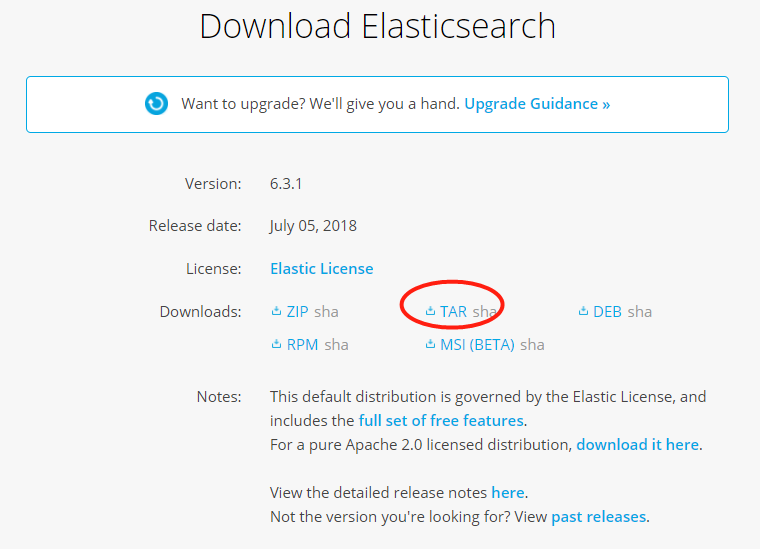 Download Elasticsearch
Want to upgrade? We'll give you a hand. Upgrade Guidance »
Version: 6.3.1
Release date: July 05, 2018
License: Elastic License
Downloads: ZIP sha TAR sha DEB sha
RPM sha MSI (BETA) sha
Notes: This default distribution is governed by the Elastic License, and
includes the full set of free features.
For a pure Apache 2.0 licensed distribution, download it here.
View the detailed release notes here.
Not the version you're looking for? View past releases.